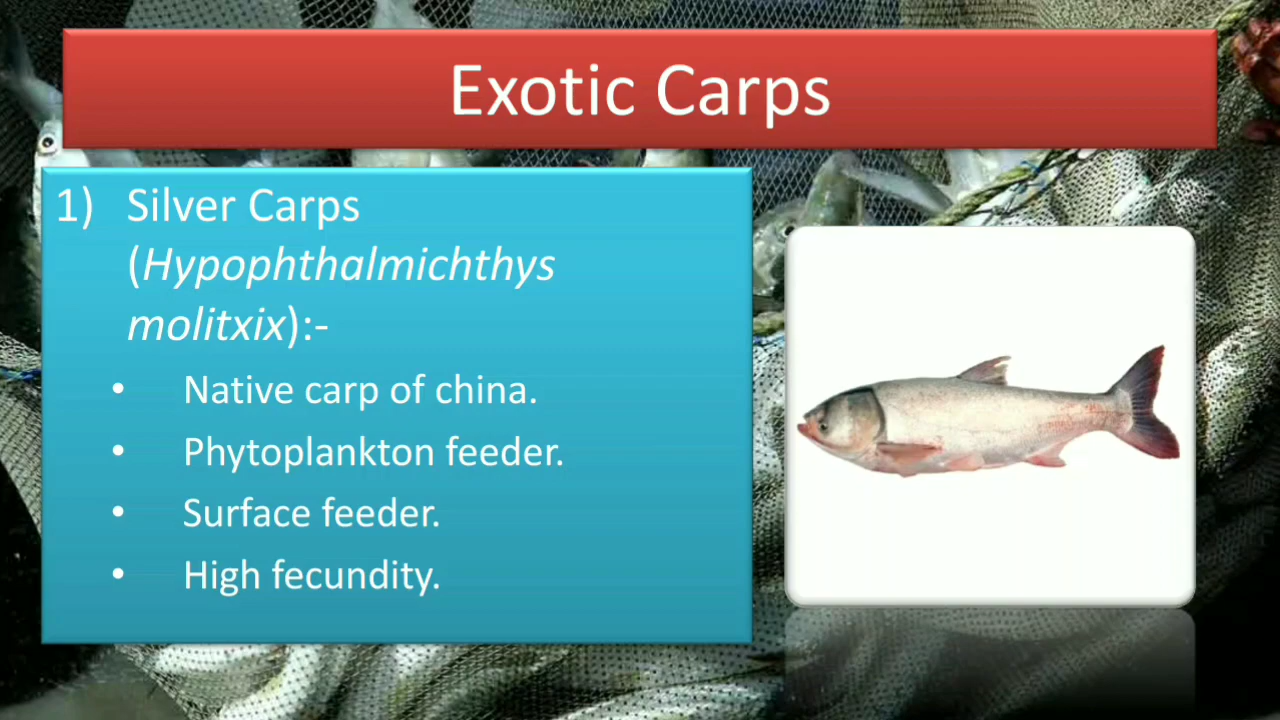 Exotic Carps
1) Silver Carps
(Hypophthalmichthys
molitxix):-
• Native carp of china.
• Phytoplankton feeder.
• Surface feeder.
• High fecundity.